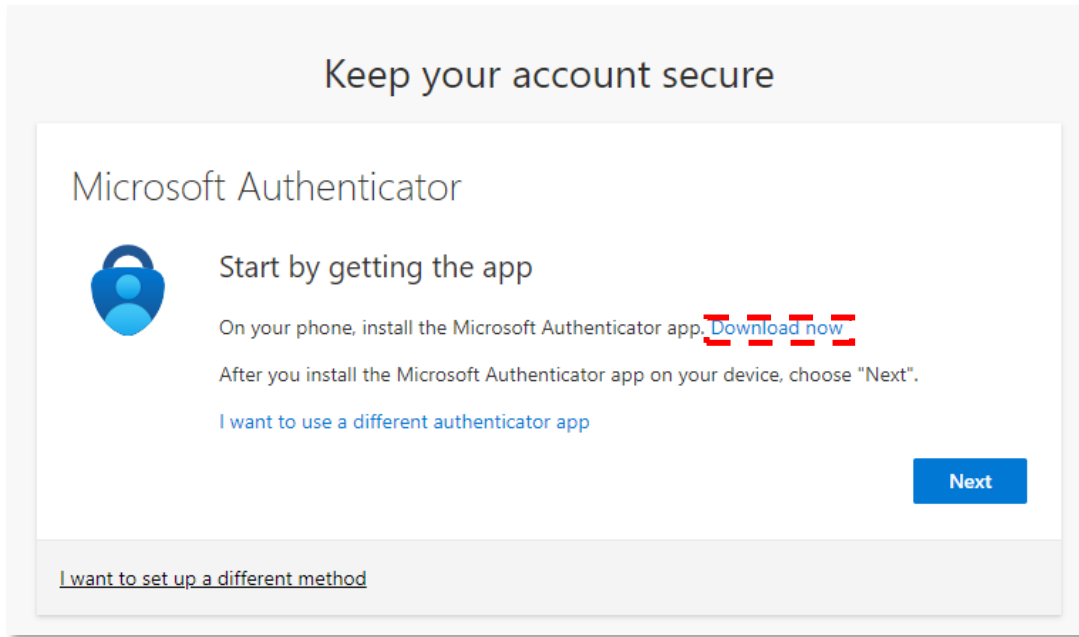 Keep your account secure
Microsoft Authenticator
Start by getting the app
On your phone, install the Microsoft Authenticator app. Download now
After you install the Microsoft Authenticator app on your device, choose "Next".
I want to use a different authenticator app
Next
I want to set up a different method